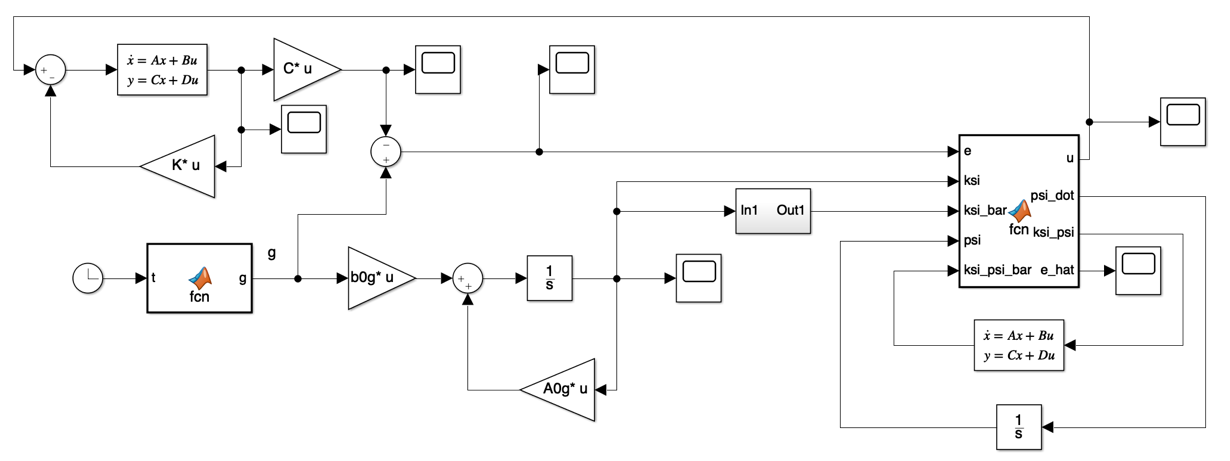 ẋ = Ax + Bu
y = Cx + Du
C* u
K* u
e
u
ksi
psi_dot
In1 Out1
ksi_bar
fcn
ksi_psi
psi
ksi_psi_bar
e_hat
g
t
fcn
g
b0g* u
1
s
A0g* u
ẋ = Ax + Bu
y = Cx + Du
1
s